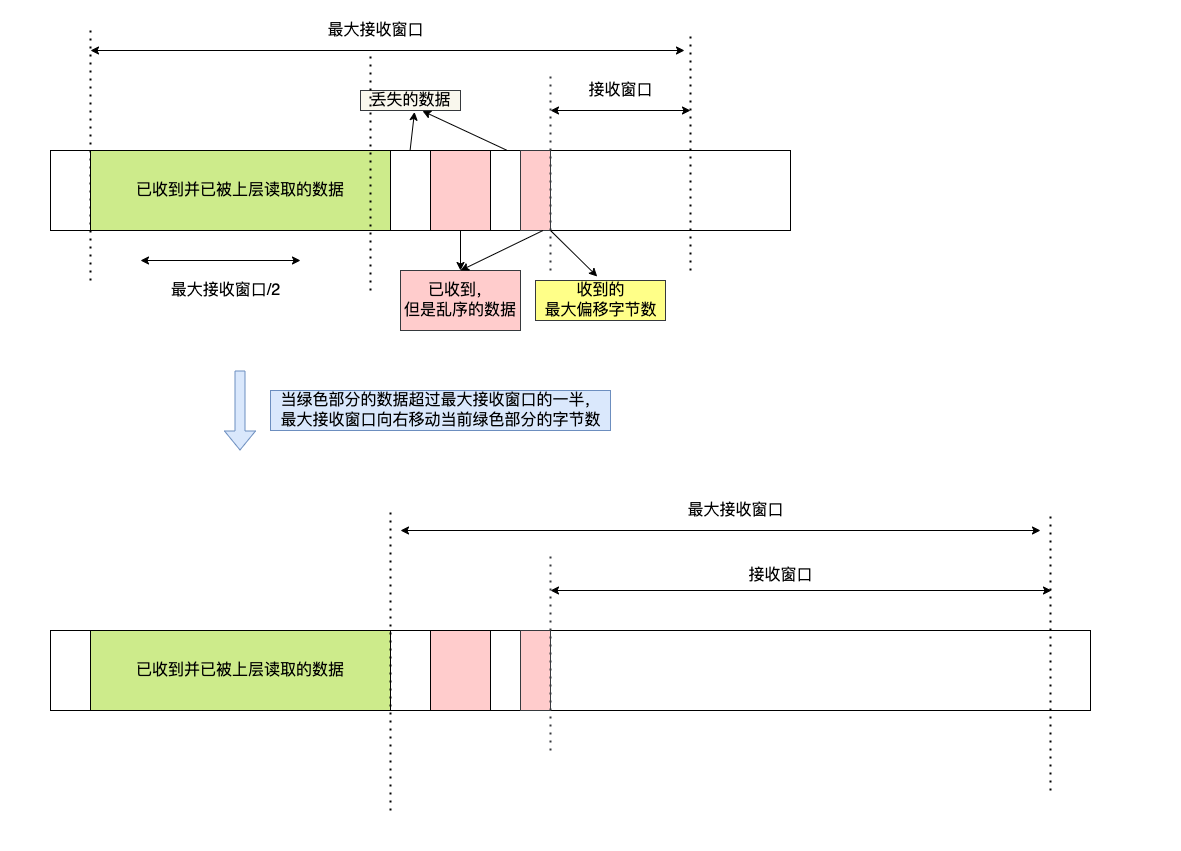 最大接收窗口
接收窗口
丢失的数据
已收到并已被上层读取的数据
最大接收窗口/2
已收到，
但是乱序的数据
收到的
最大偏移字节数
当绿色部分的数据超过最大接收窗口的一半，
最大接收窗口向右移动当前绿色部分的字节数
最大接收窗口
接收窗口
已收到并已被上层读取的数据